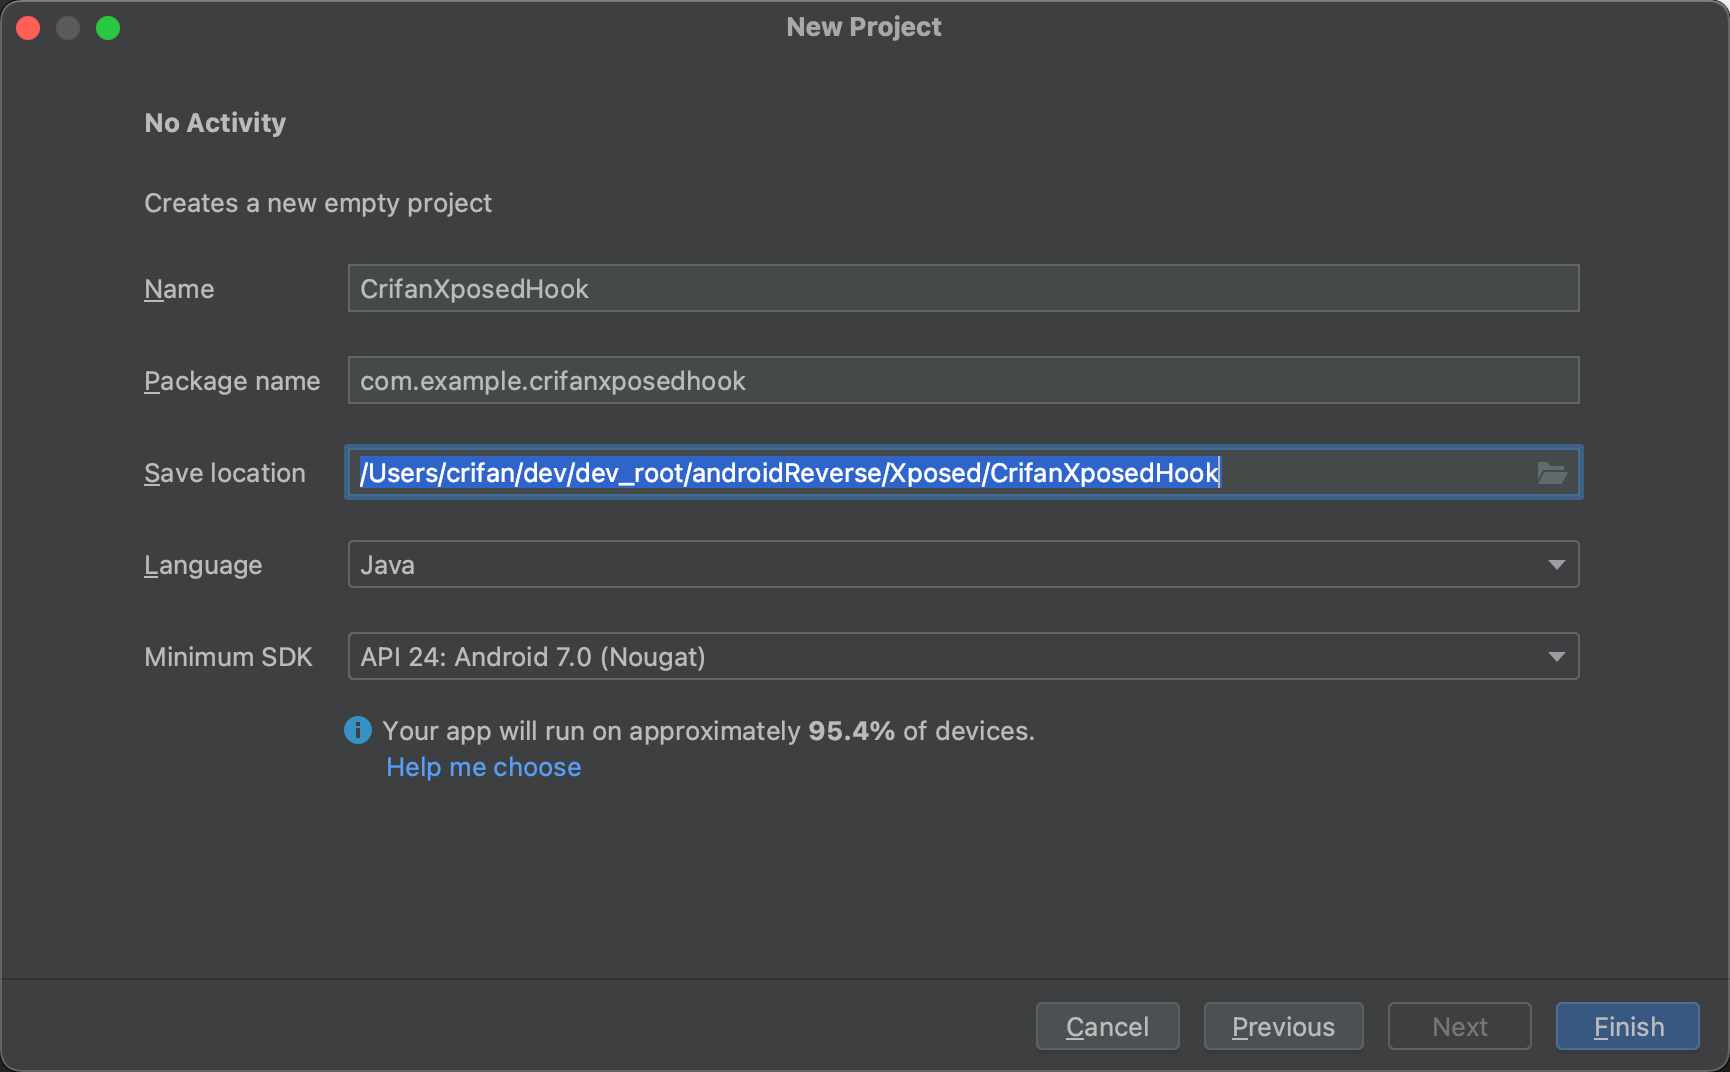 New Project
No Activity
Creates a new empty project
Name CrifanXposedHook
Package name com.example.crifanxposedhook
Save location /Users/crifan/dev/dev_root/androidReverse/Xposed/CrifanXposedHook
Language Java
Minimum SDK API 24: Android 7.0 (Nougat)
Your app will run on approximately 95.4% of devices.
Help me choose
Cancel Previous Next Finish